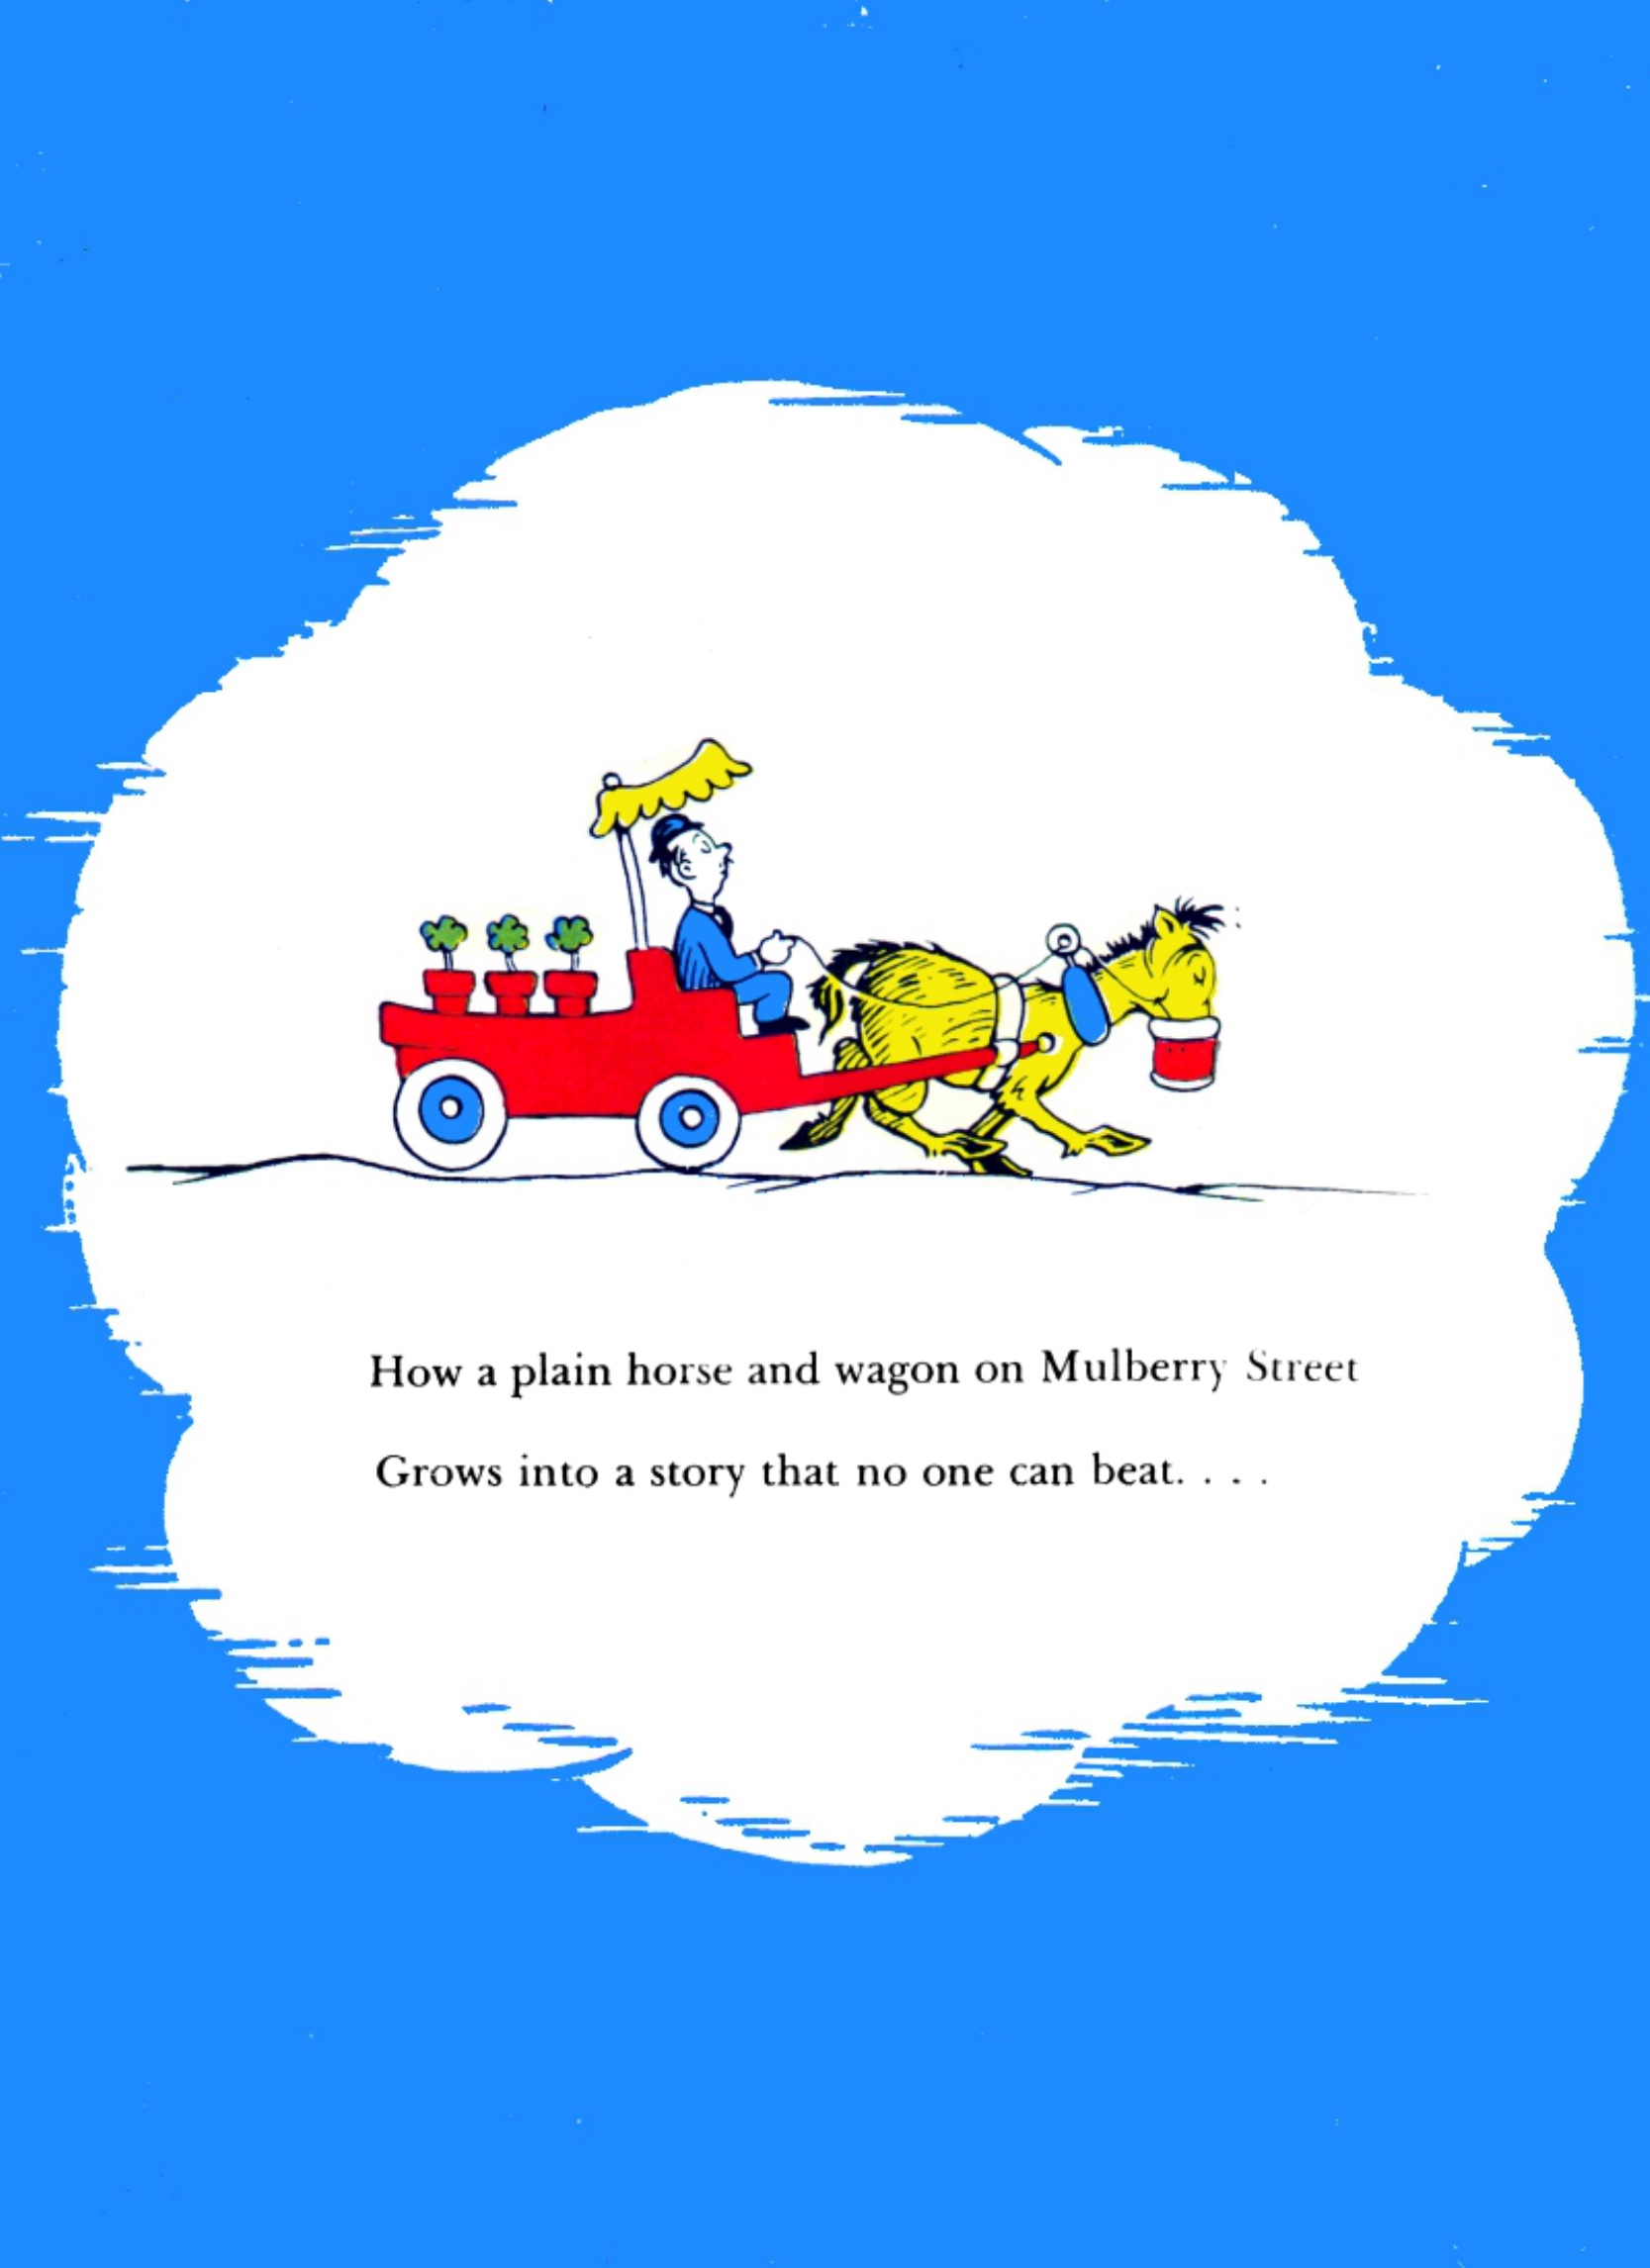 How a plain horse and wagon on Mulberry Street
Grows into a story that no one can beat. . . .